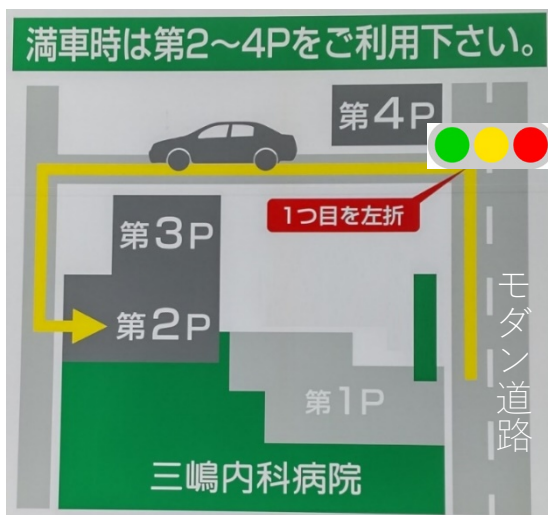 満車時は第2〜4Pをご利用下さい。
第4P
1つ目を左折
第3P
第2P
モダン道路
第1P
三嶋内科病院